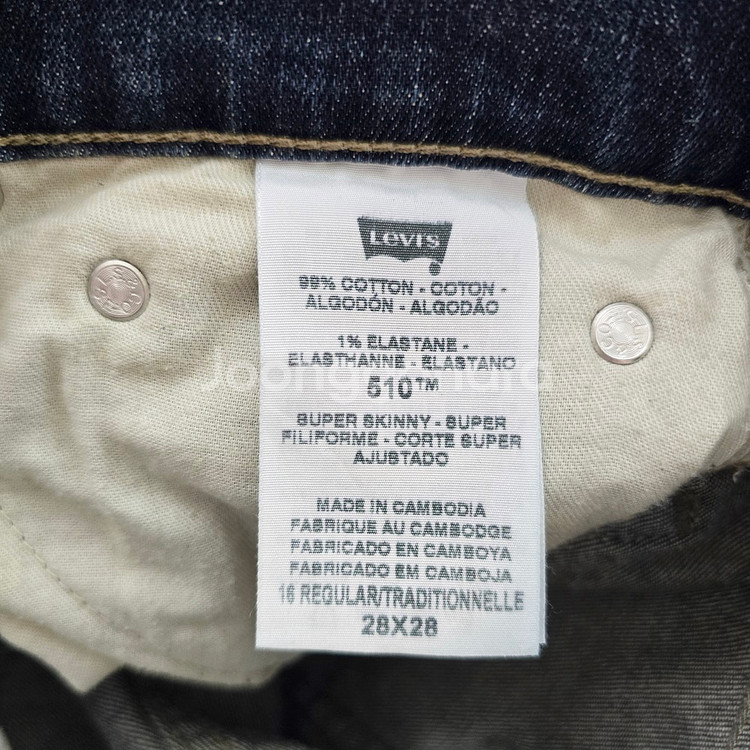 Levi's
99% COTTON - COTON -
ALGODÓN - ALGODÃO
1% ELASTANE -
ELASTHANNE - ELASTANO
510™
SUPER SKINNY - SUPER
FILIFORME - CORTE SUPER
AJUSTADO
MADE IN CAMBODIA
FABRIQUE AU CAMBODGE
FABRICADO EN CAMBOYA
FABRICADO EM CAMBOJA
16 REGULAR/TRADITIONNELLE
28X28